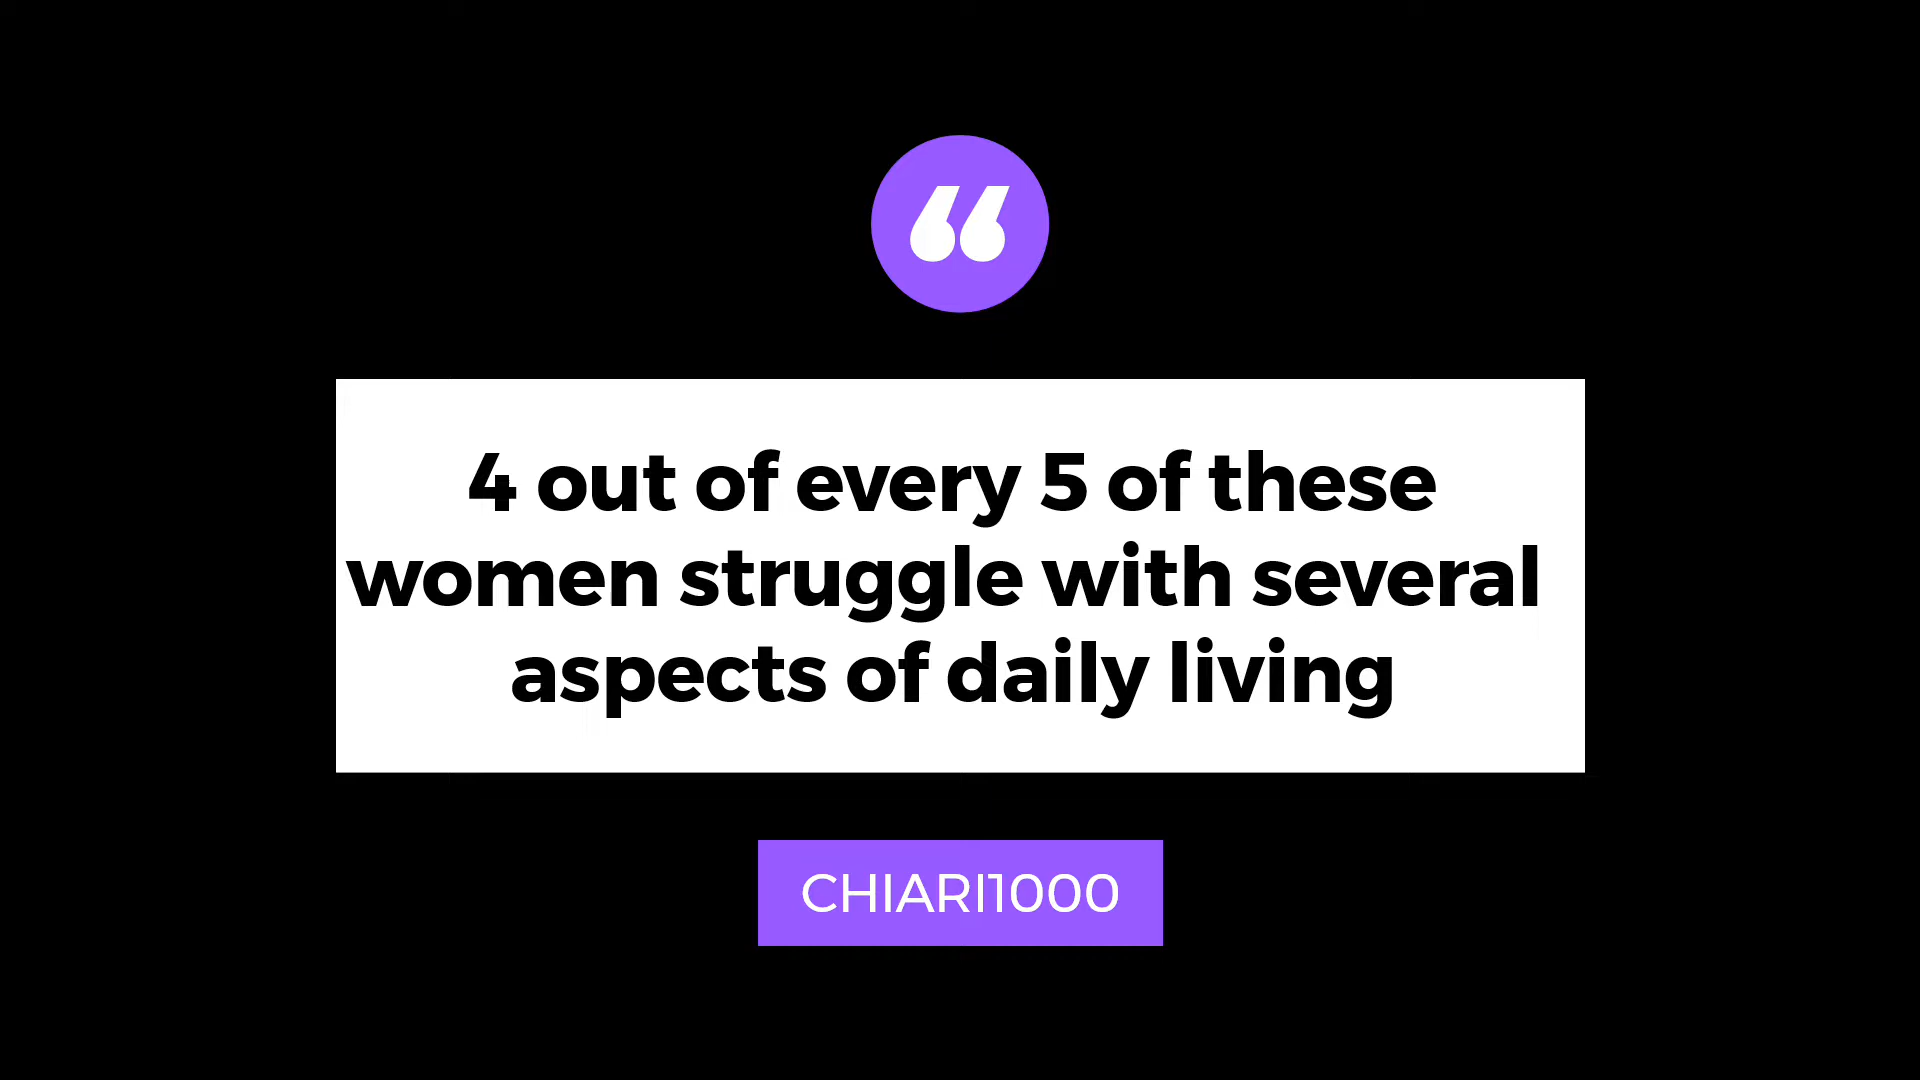 “
4 out of every 5 of these
women struggle with several
aspects of daily living
CHIARI1000